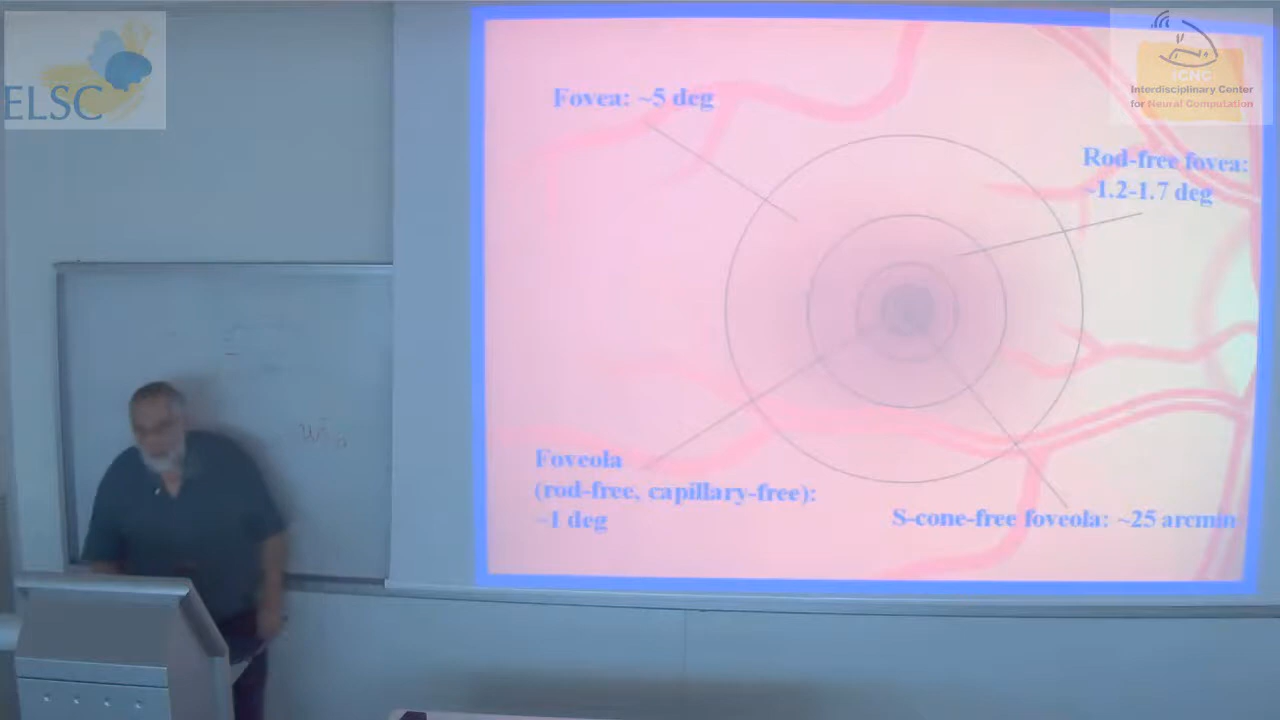 ELSC
ICNC
Interdisciplinary Center
for Neural Computation
Fovea: ~5 deg
Rod-free fovea:
~1.2-1.7 deg
Foveola
(rod-free, capillary-free):
~1 deg
S-cone-free foveola: ~25 arcmin